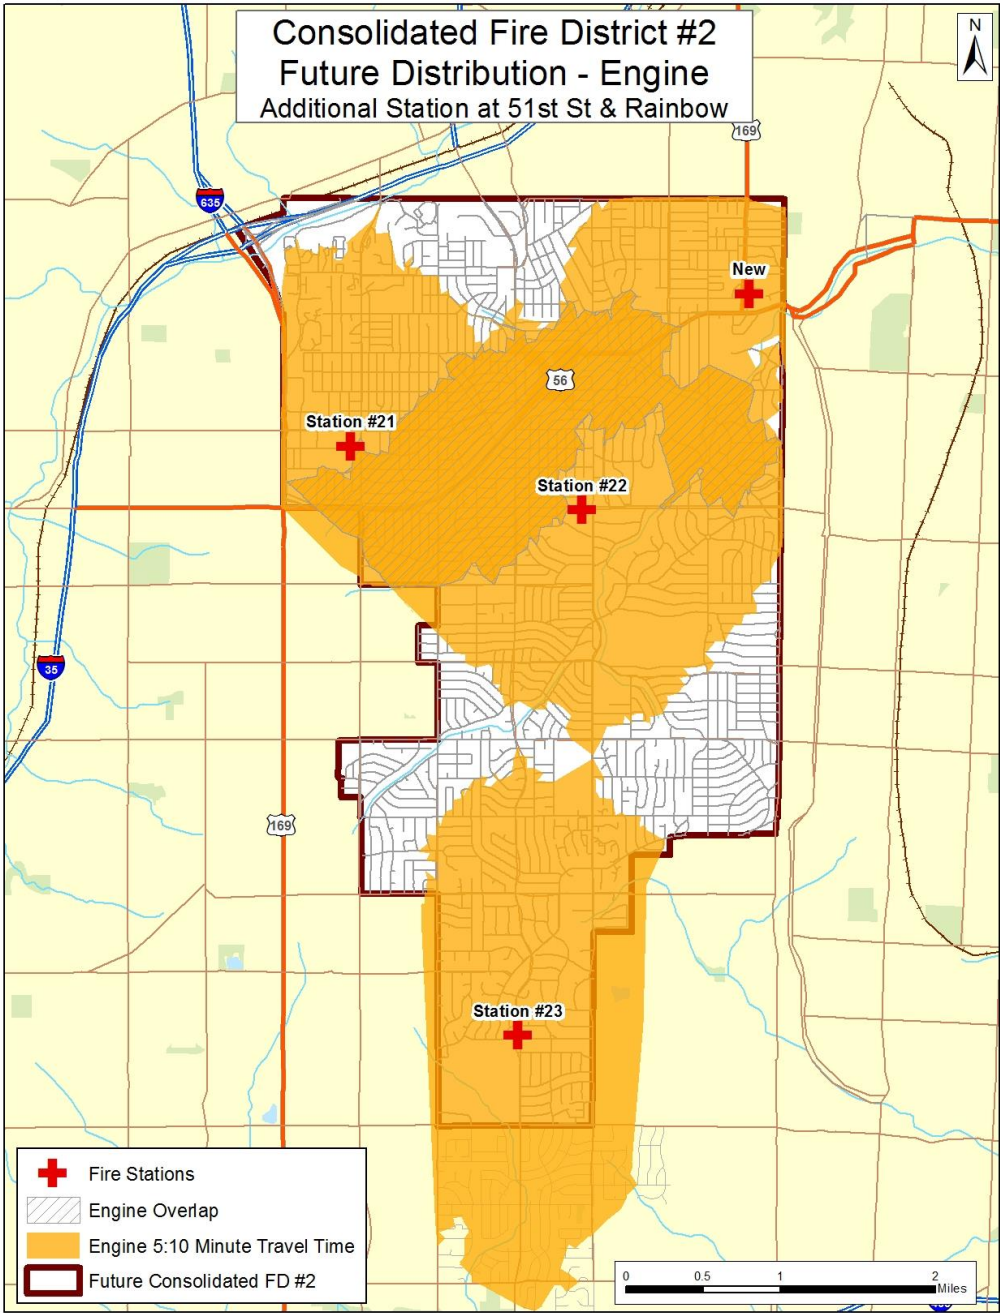 Consolidated Fire District #2
Future Distribution - Engine
Additional Station at 51st St & Rainbow
N
169
635
New
56
Station #21
Station #22
35
169
Station #23
Fire Stations
Engine Overlap
Engine 5:10 Minute Travel Time
Future Consolidated FD #2
0 0.5 1 2
Miles